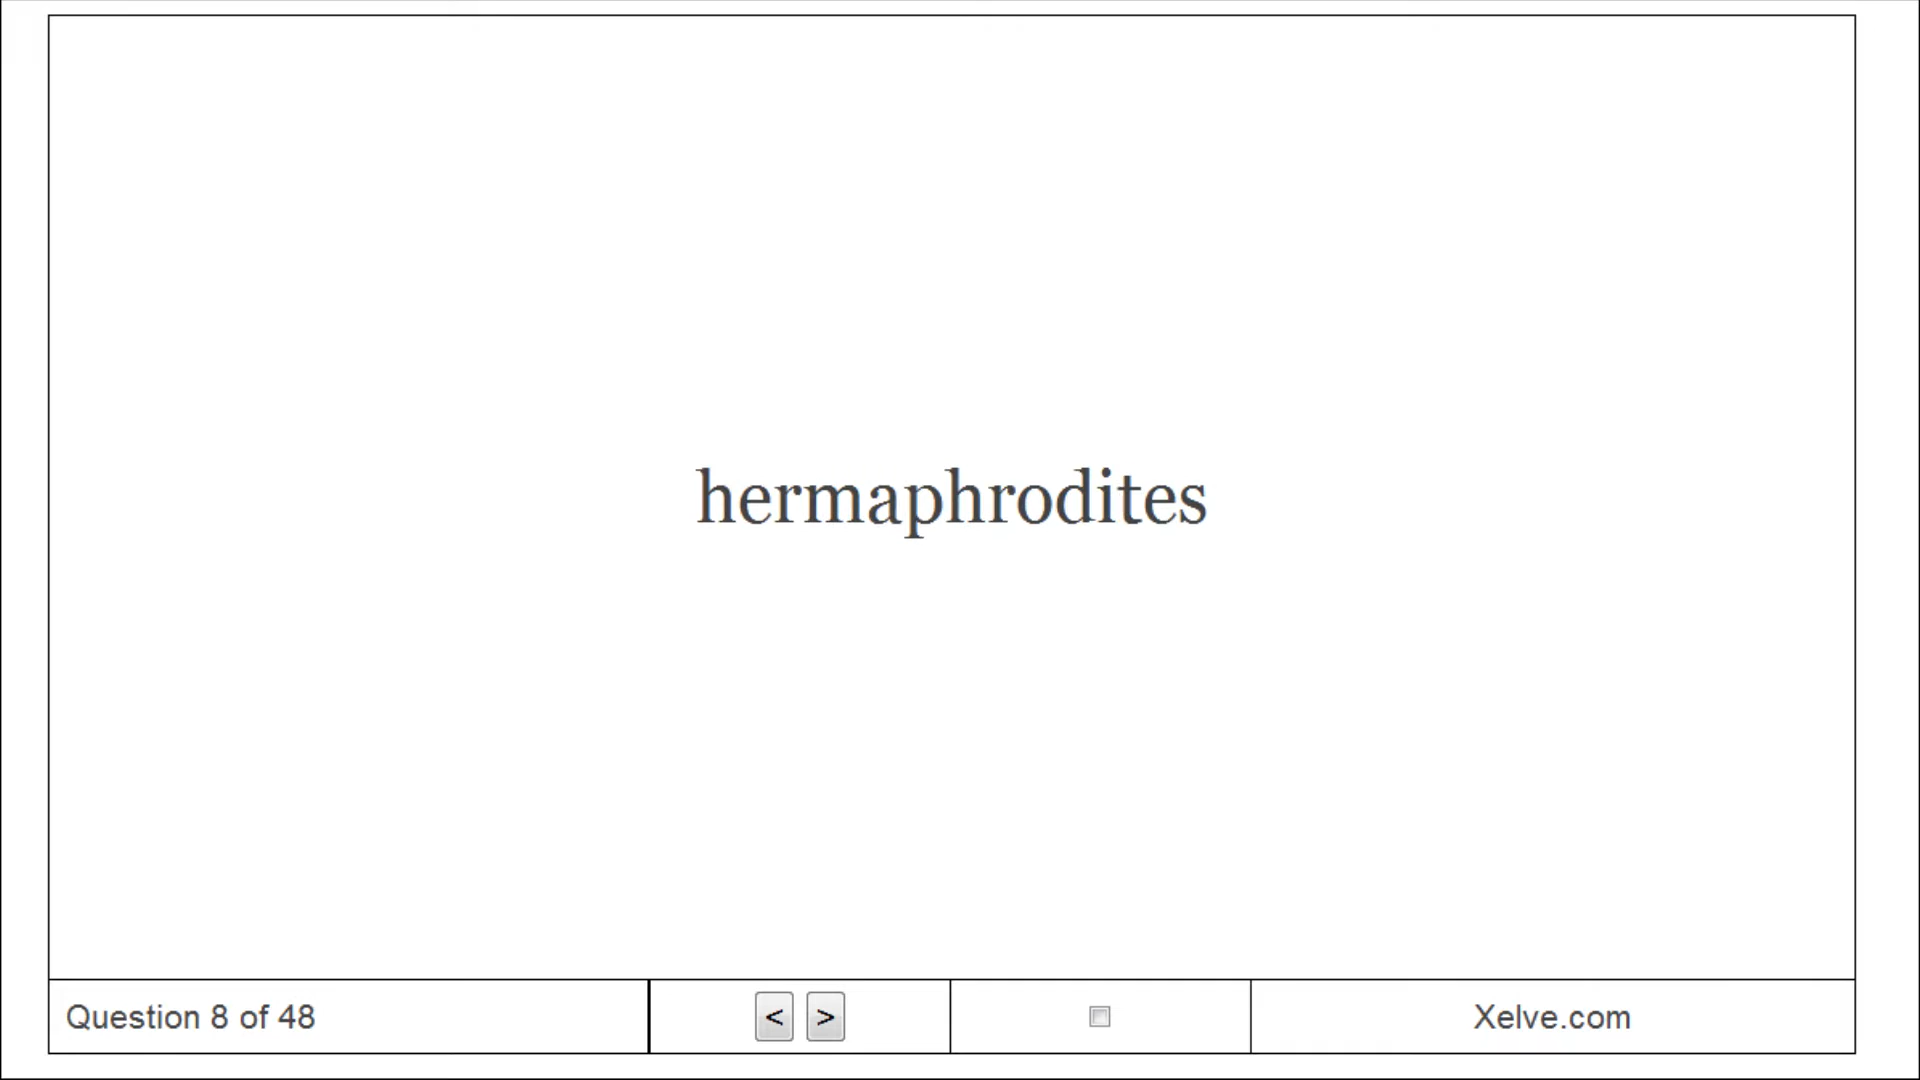 hermaphrodites
Question 8 of 48
< >
Xelve.com